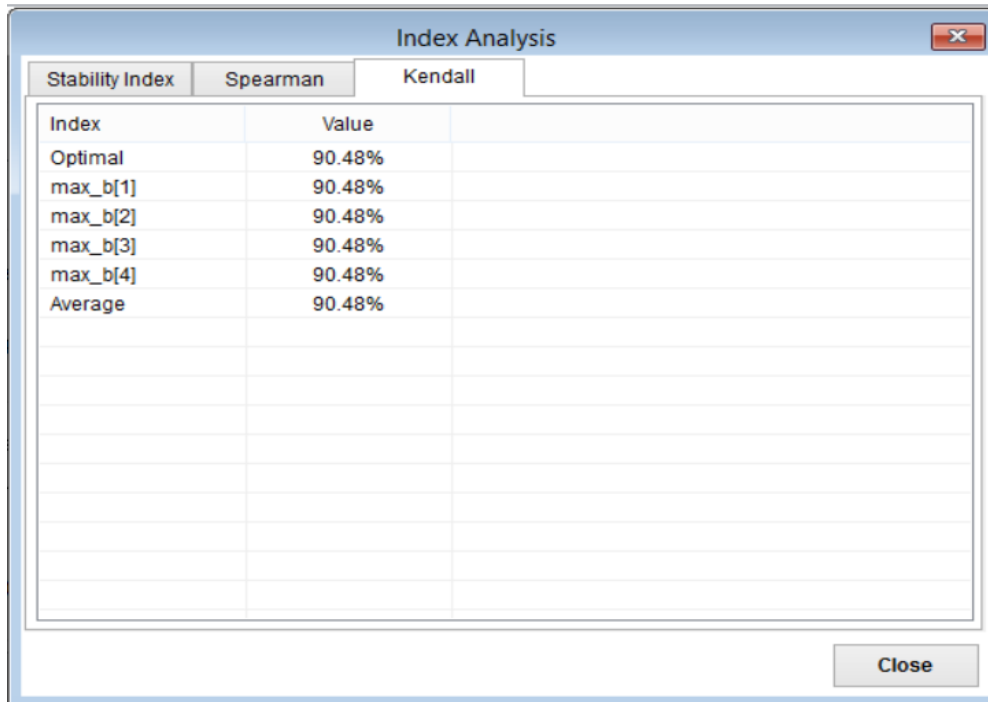 Index Analysis
Stability Index Spearman Kendall
Index Value
Optimal 90.48%
max_b[1] 90.48%
max_b[2] 90.48%
max_b[3] 90.48%
max_b[4] 90.48%
Average 90.48%
Close